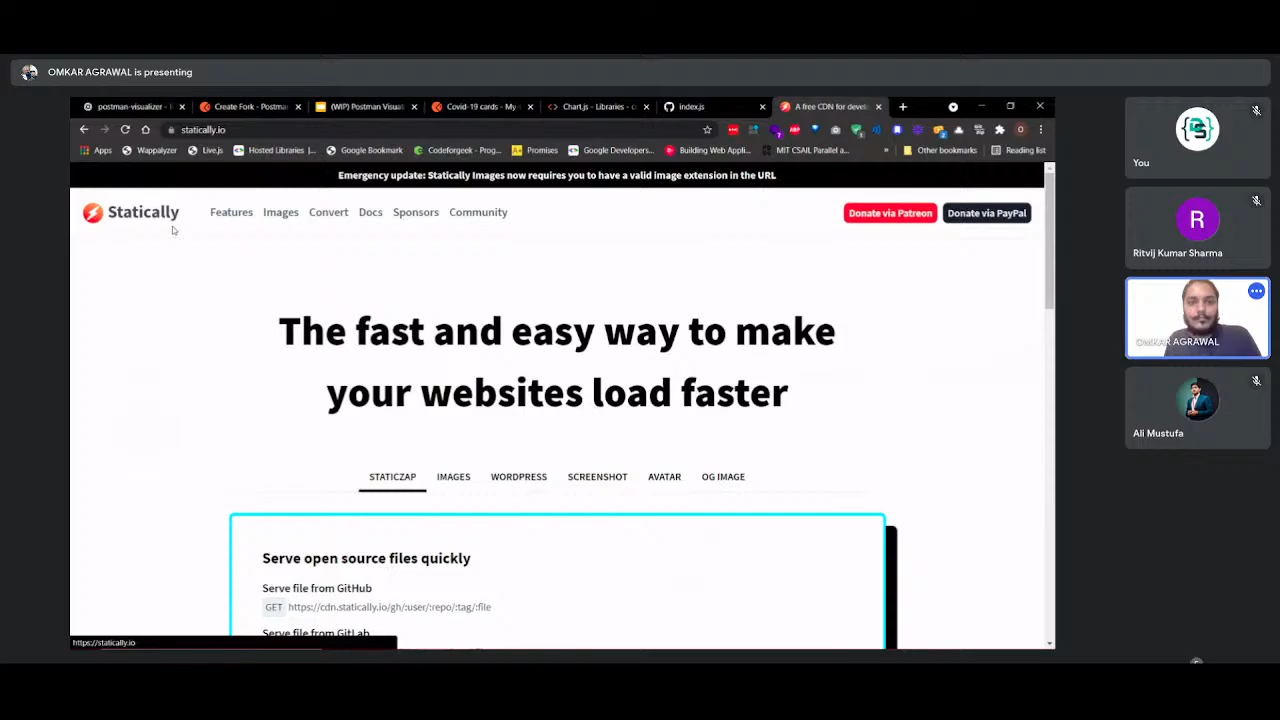 OMKAR AGRAWAL is presenting
postman-visualizer - 
Create Fork - Postma
(WIP) Postman Visual
Covid-19 cards - My
Chart.js - Libraries - c
index.js
A free CDN for devel
statically.io
Apps
Wappalyzer
Live.js
Hosted Libraries |...
Google Bookmark
Codeforgeek - Prog...
Promises
Google Developers...
Building Web Appli...
MIT CSAIL Parallel a...
»
Other bookmarks
Reading list
Emergency update: Statically Images now requires you to have a valid image extension in the URL
Statically
Features
Images
Convert
Docs
Sponsors
Community
Donate via Patreon
Donate via PayPal
The fast and easy way to make
your websites load faster
STATICZAP
IMAGES
WORDPRESS
SCREENSHOT
AVATAR
OG IMAGE
Serve open source files quickly
Serve file from GitHub
GET https://cdn.statically.io/gh/:user/:repo/:tag/:file
Serve file from GitLab
https://statically.io
You
R
Ritvij Kumar Sharma
OMKAR AGRAWAL
Ali Mustufa